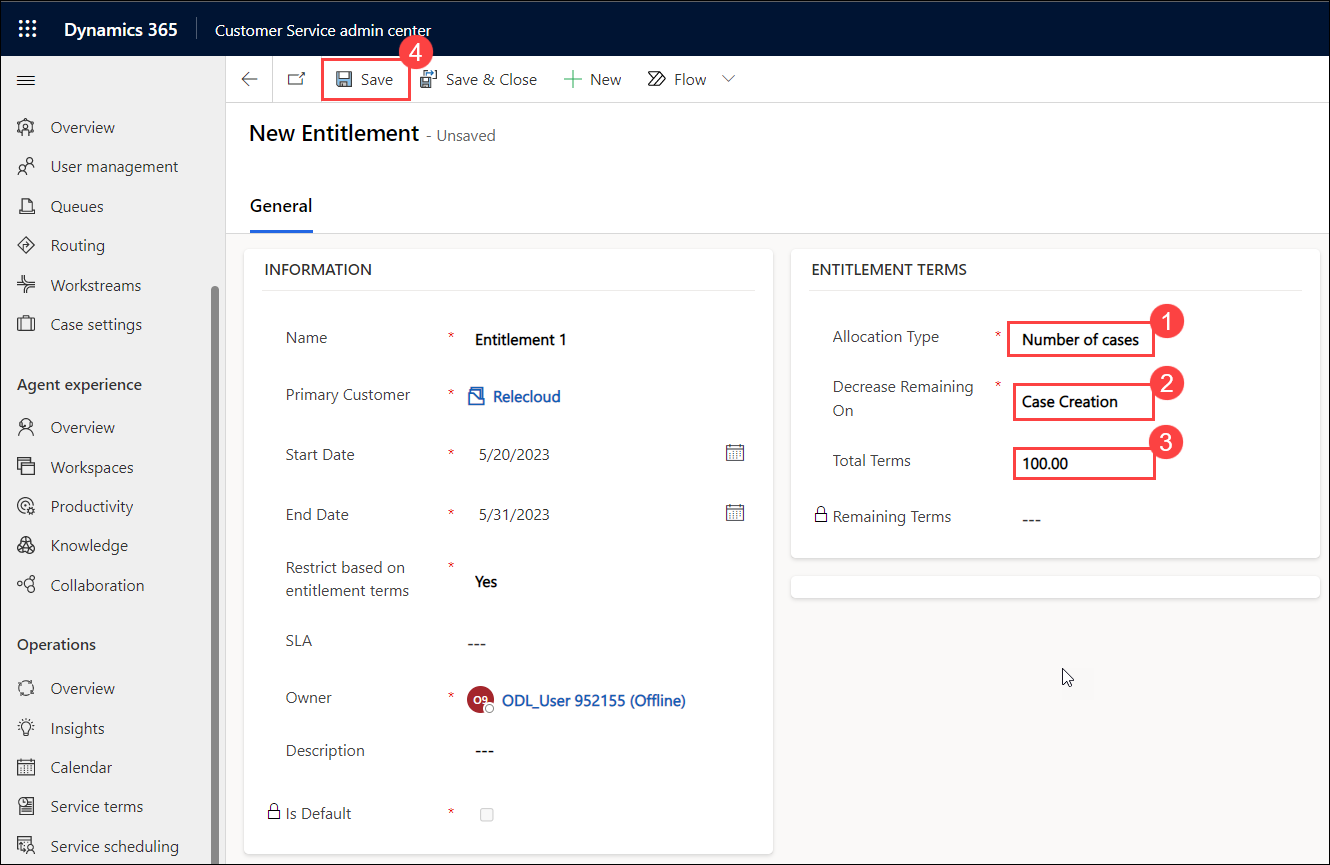 Dynamics 365
Customer Service admin center
4
Save
Save & Close
New
Flow
New Entitlement - Unsaved
General
Overview
User management
Queues
Routing
Workstreams
Case settings
Agent experience
Overview
Workspaces
Productivity
Knowledge
Collaboration
Operations
Overview
Insights
Calendar
Service terms
Service scheduling
INFORMATION
Name * Entitlement 1
Primary Customer * Relecloud
Start Date * 5/20/2023
End Date * 5/31/2023
Restrict based on *
entitlement terms Yes
SLA ---
Owner * O9 ODL_User 952155 (Offline)
Description ---
Is Default *
ENTITLEMENT TERMS
1
Allocation Type * Number of cases
2
Decrease Remaining *
On Case Creation
3
Total Terms 100.00
Remaining Terms ---